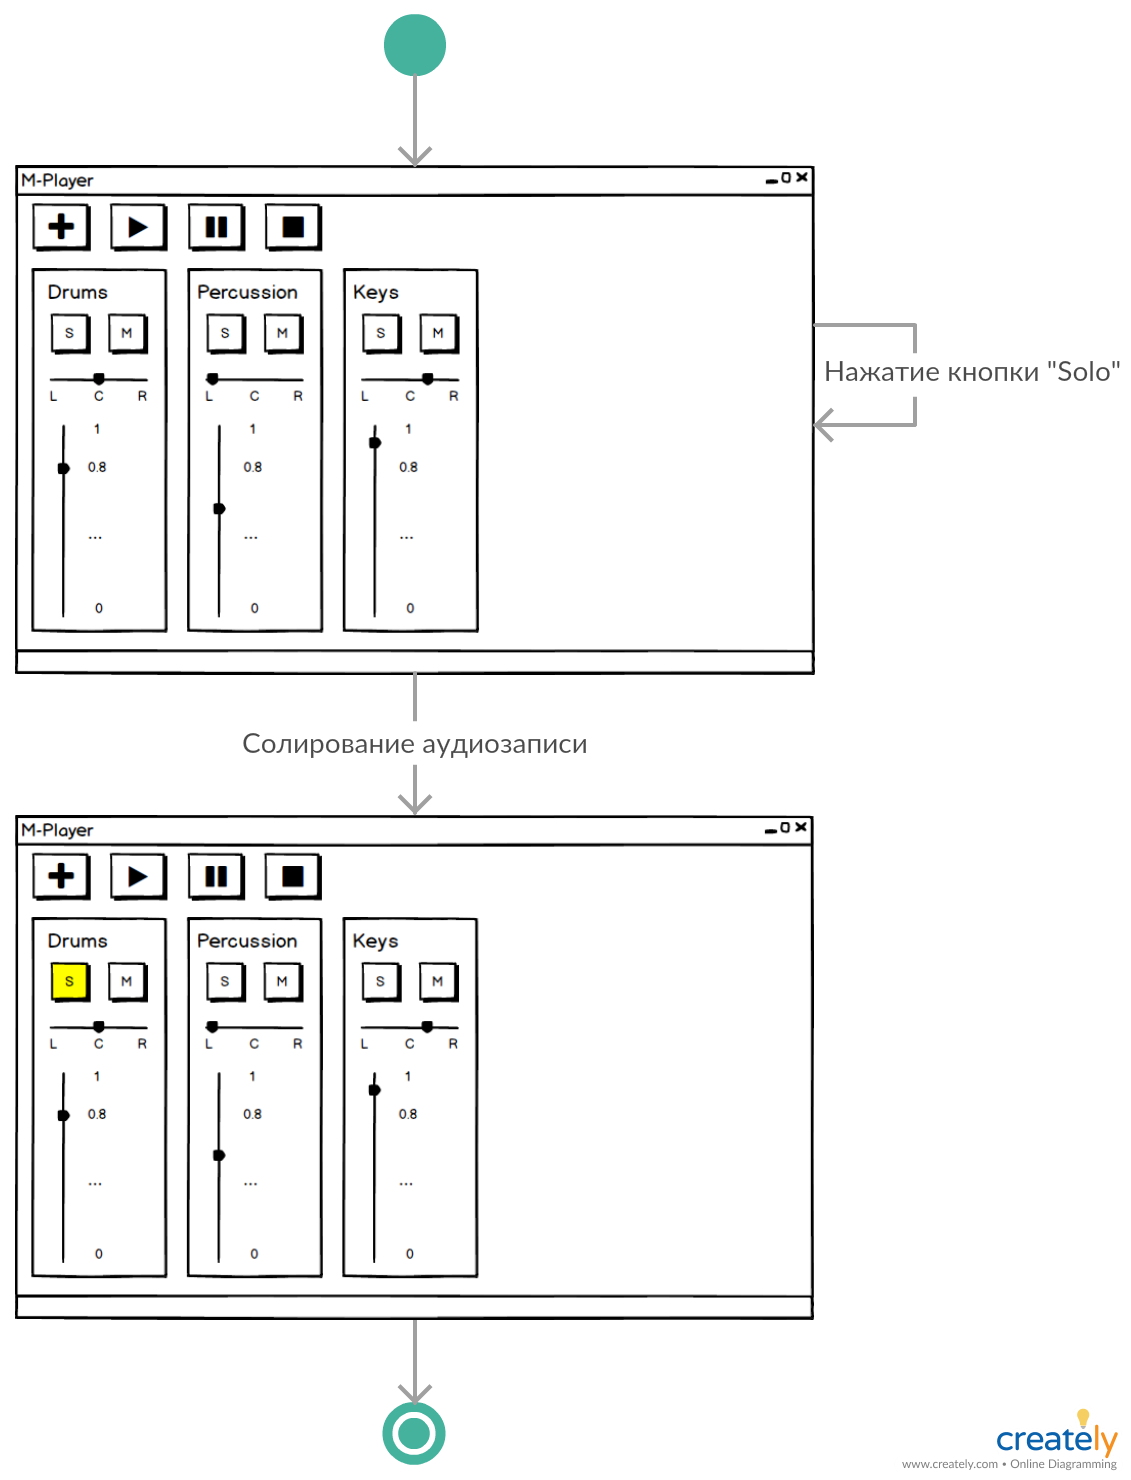 M-Player
Drums Percussion Keys
S M S M S M
L C R L C R L C R
1 1 1
0.8 0.8 0.8
... ... ...
0 0 0
Нажатие кнопки "Solo"
Солирование аудиозаписи
M-Player
Drums Percussion Keys
S M S M S M
L C R L C R L C R
1 1 1
0.8 0.8 0.8
... ... ...
0 0 0
creately
www.creately.com • Online Diagramming